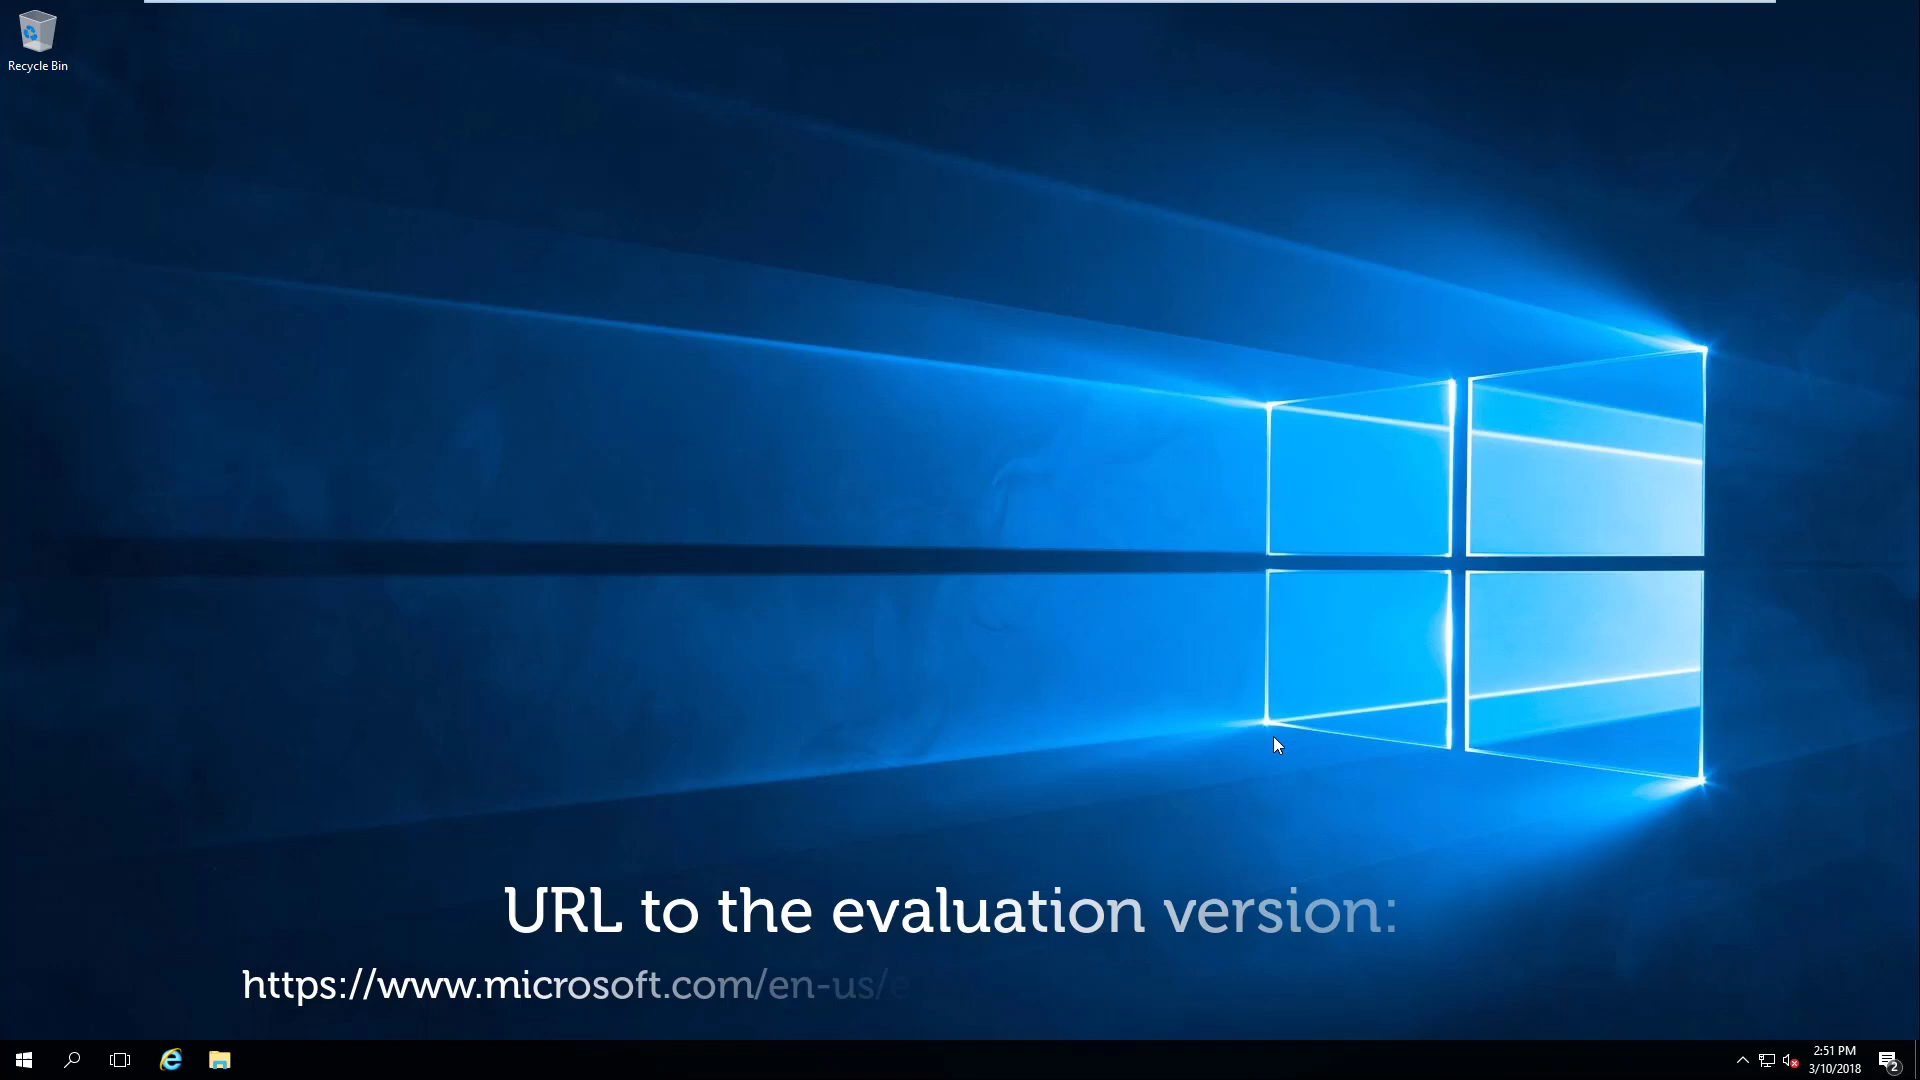 Recycle Bin
URL to the evaluation version:
https://www.microsoft.com/en-us/e
2:51 PM
3/10/2018
2